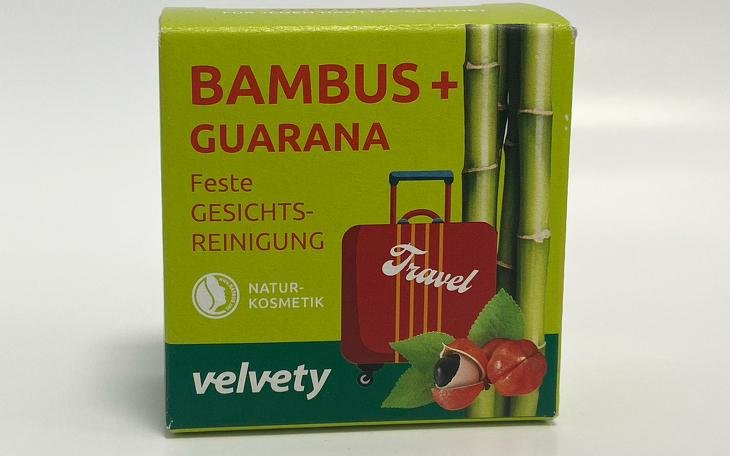 BAMBUS +
GUARANA
Feste
GESICHTS-
REINIGUNG
Travel
NATUR-
KOSMETIK
velvety